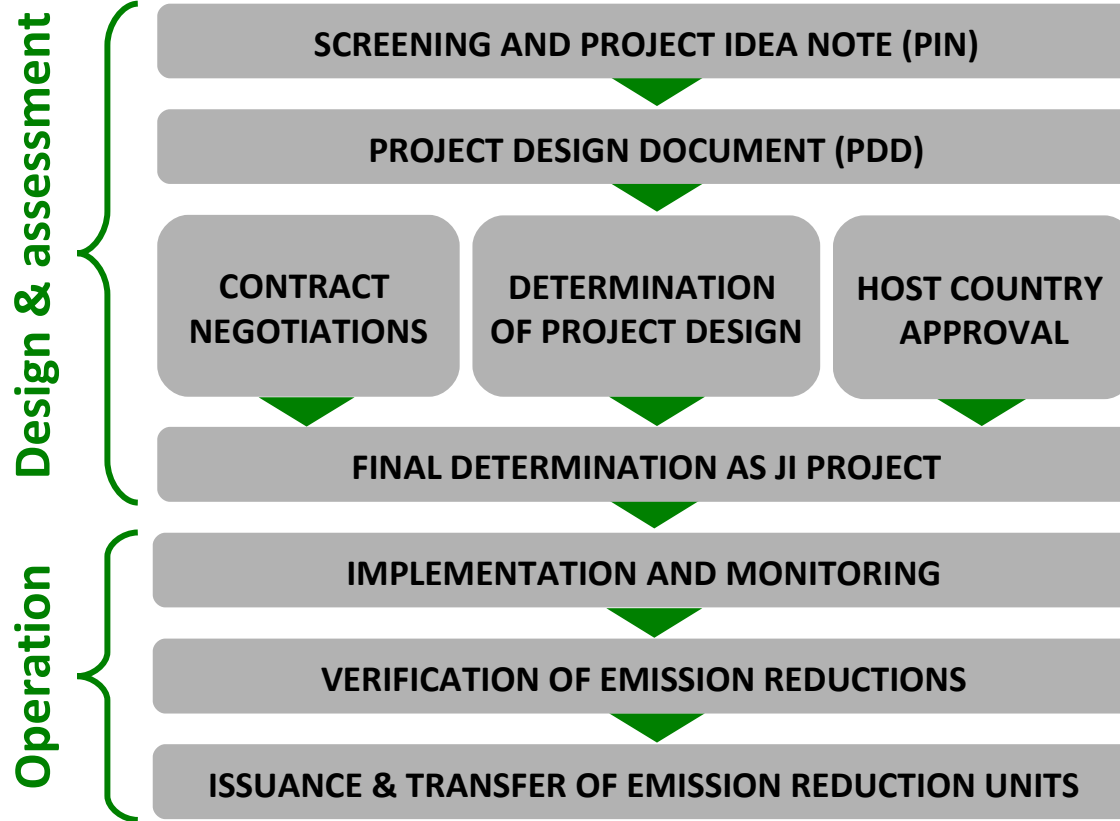 Design & assessment
SCREENING AND PROJECT IDEA NOTE (PIN)
PROJECT DESIGN DOCUMENT (PDD)
CONTRACT
NEGOTIATIONS
DETERMINATION
OF PROJECT DESIGN
HOST COUNTRY
APPROVAL
FINAL DETERMINATION AS JI PROJECT
Operation
IMPLEMENTATION AND MONITORING
VERIFICATION OF EMISSION REDUCTIONS
ISSUANCE & TRANSFER OF EMISSION REDUCTION UNITS